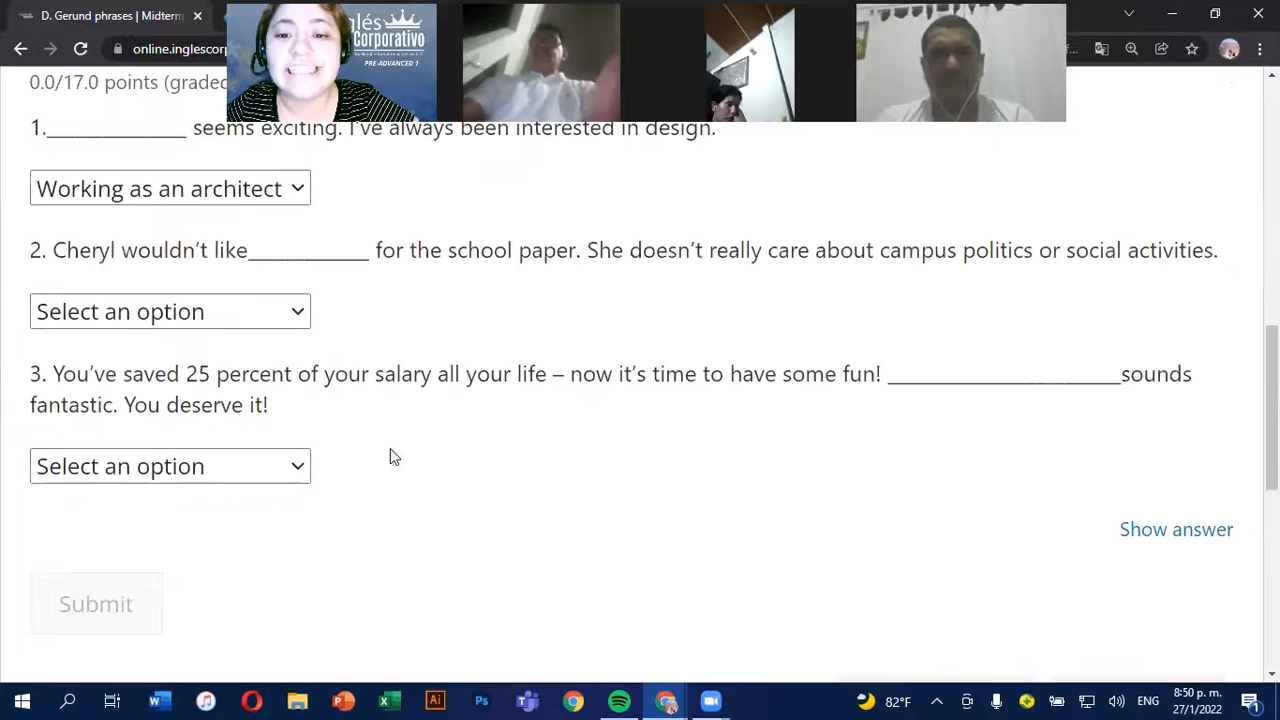 D. Gerund phrases | Midter
online.inglescorp
glés
Corporativo
PRE-ADVANCED 1
0.0/17.0 points (graded
1.______________ seems exciting. I've always been interested in design.
Working as an architect
2. Cheryl wouldn't like____________ for the school paper. She doesn't really care about campus politics or social activities.
Select an option
3. You've saved 25 percent of your salary all your life – now it's time to have some fun! _______________________sounds
fantastic. You deserve it!
Select an option
Show answer
Submit
82°F
ENG
8:50 p. m.
27/1/2022